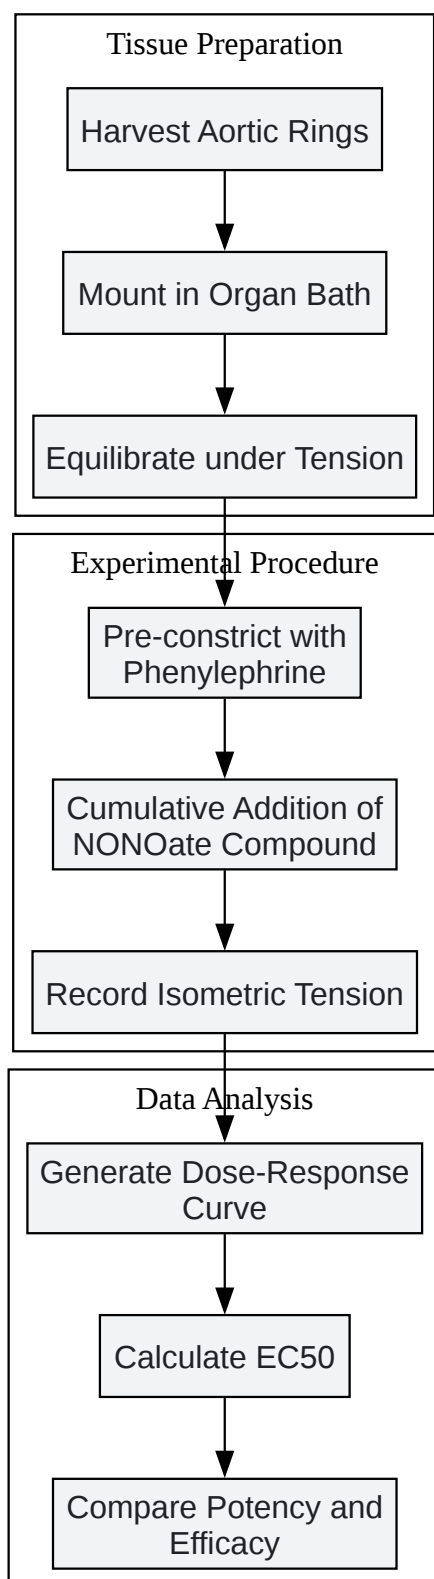 Tissue Preparation
Harvest Aortic Rings
Mount in Organ Bath
Equilibrate under Tension
Experimental Procedure
Pre-constrict with
Phenylephrine
Cumulative Addition of
NONOate Compound
Record Isometric Tension
Data Analysis
Generate Dose-Response
Curve
Calculate EC50
Compare Potency and
Efficacy